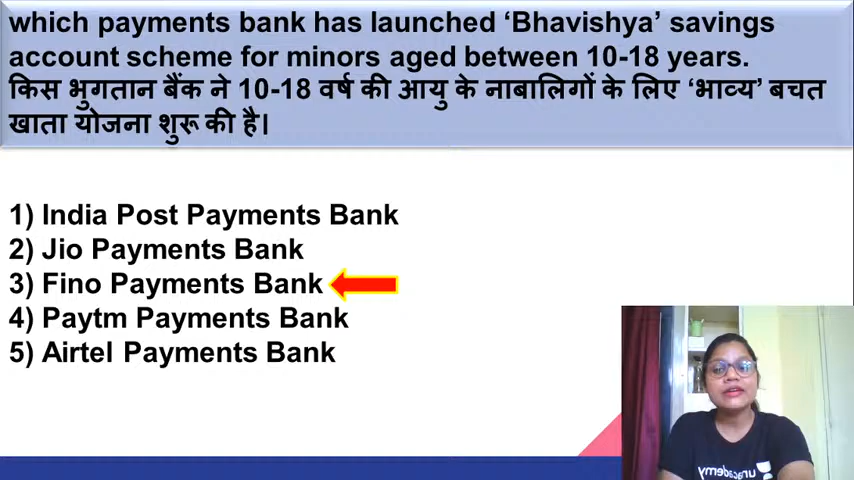 which payments bank has launched ‘Bhavishya’ savings
account scheme for minors aged between 10-18 years.
किस भुगतान बैंक ने 10-18 वर्ष की आयु के नाबालिगों के लिए ‘भाव्य’ बचत
खाता योजना शुरू की है।
1) India Post Payments Bank
2) Jio Payments Bank
3) Fino Payments Bank
4) Paytm Payments Bank
5) Airtel Payments Bank
unacademy